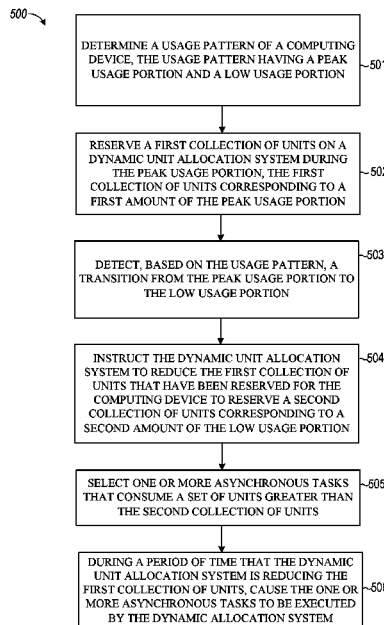 500
DETERMINE A USAGE PATTERN OF A COMPUTING
DEVICE, THE USAGE PATTERN HAVING A PEAK
USAGE PORTION AND A LOW USAGE PORTION
501
RESERVE A FIRST COLLECTION OF UNITS ON A
DYNAMIC UNIT ALLOCATION SYSTEM DURING
THE PEAK USAGE PORTION, THE FIRST
COLLECTION OF UNITS CORRESPONDING TO A
FIRST AMOUNT OF THE PEAK USAGE PORTION
502
DETECT, BASED ON THE USAGE PATTERN, A
TRANSITION FROM THE PEAK USAGE PORTION TO
THE LOW USAGE PORTION
503
INSTRUCT THE DYNAMIC UNIT ALLOCATION
SYSTEM TO REDUCE THE FIRST COLLECTION OF
UNITS THAT HAVE BEEN RESERVED FOR THE
COMPUTING DEVICE TO RESERVE A SECOND
COLLECTION OF UNITS CORRESPONDING TO A
SECOND AMOUNT OF THE LOW USAGE PORTION
504
SELECT ONE OR MORE ASYNCHRONOUS TASKS
THAT CONSUME A SET OF UNITS GREATER THAN
THE SECOND COLLECTION OF UNITS
505
DURING A PERIOD OF TIME THAT THE DYNAMIC
UNIT ALLOCATION SYSTEM IS REDUCING THE
FIRST COLLECTION OF UNITS, CAUSE THE ONE OR
MORE ASYNCHRONOUS TASKS TO BE EXECUTED
BY THE DYNAMIC ALLOCATION SYSTEM
506